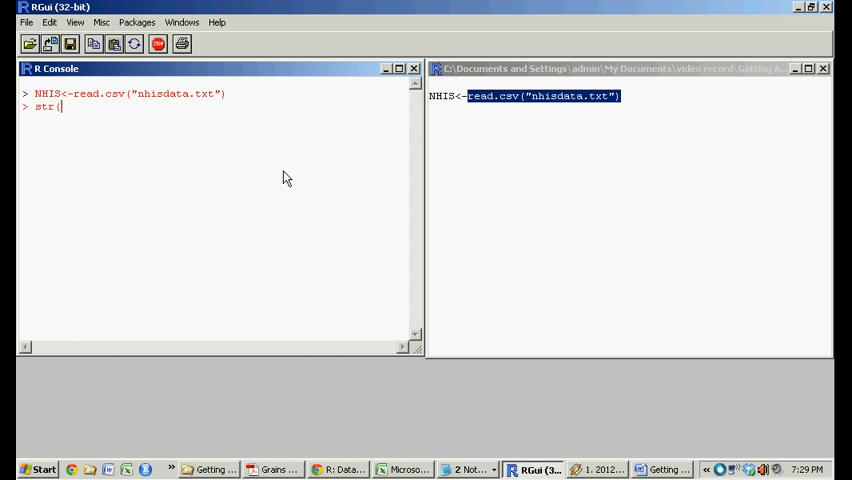 RGui (32-bit)
File Edit View Misc Packages Windows Help
STOP
R Console
> NHIS<-read.csv("nhisdata.txt")
> str(
C:\Documents and Settings\admin\My Documents\video record\Getting A...
NHIS<-read.csv("nhisdata.txt")
Start
Getting ...
Grains ...
R: Data...
Microso...
2 Not...
RGui (3...
1. 2012...
Getting ...
7:29 PM